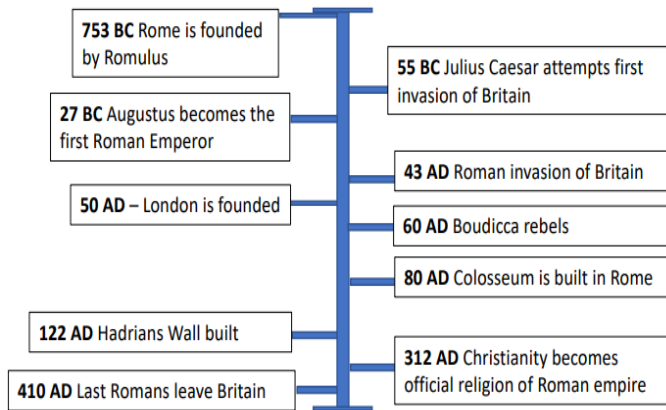 753 BC Rome is founded
by Romulus
55 BC Julius Caesar attempts first
invasion of Britain
27 BC Augustus becomes the
first Roman Emperor
43 AD Roman invasion of Britain
50 AD – London is founded
60 AD Boudicca rebels
80 AD Colosseum is built in Rome
122 AD Hadrians Wall built
312 AD Christianity becomes
official religion of Roman empire
410 AD Last Romans leave Britain